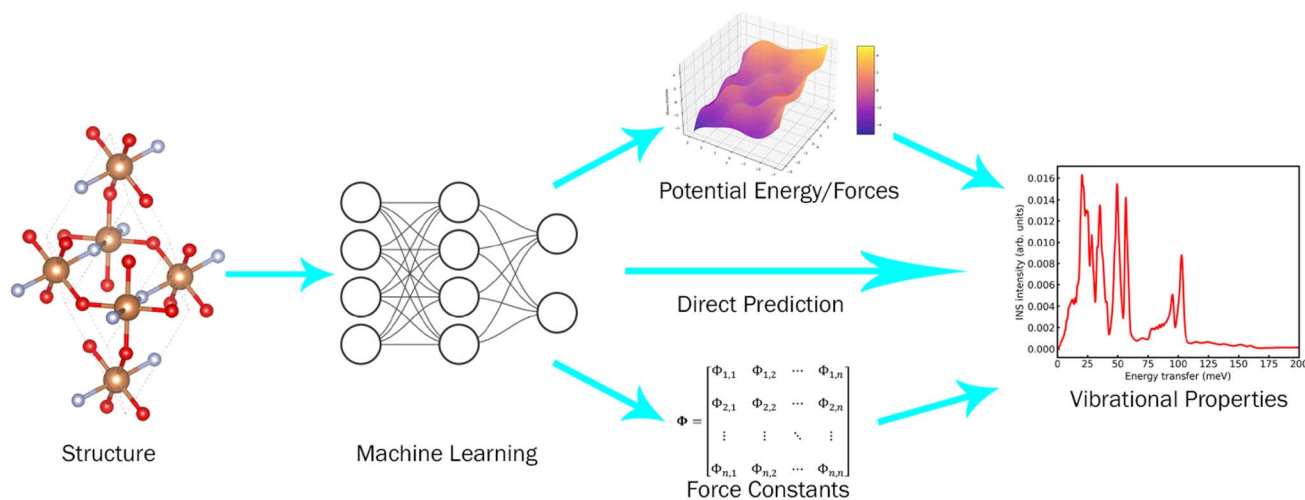 Potential Energy/Forces
Structure
Machine Learning
Direct Prediction
Φ =
Φ1,1 Φ1,2 ⋯ Φ1,n
Φ2,1 Φ2,2 ⋯ Φ2,n
⋮ ⋮ ⋱ ⋮
Φn,1 Φn,2 ⋯ Φn,n
Force Constants
INS intensity (arb. units)
0.016
0.014
0.012
0.010
0.008
0.006
0.004
0.002
0.000
0 25 50 75 100 125 150 175 200
Energy transfer (meV)
Vibrational Properties